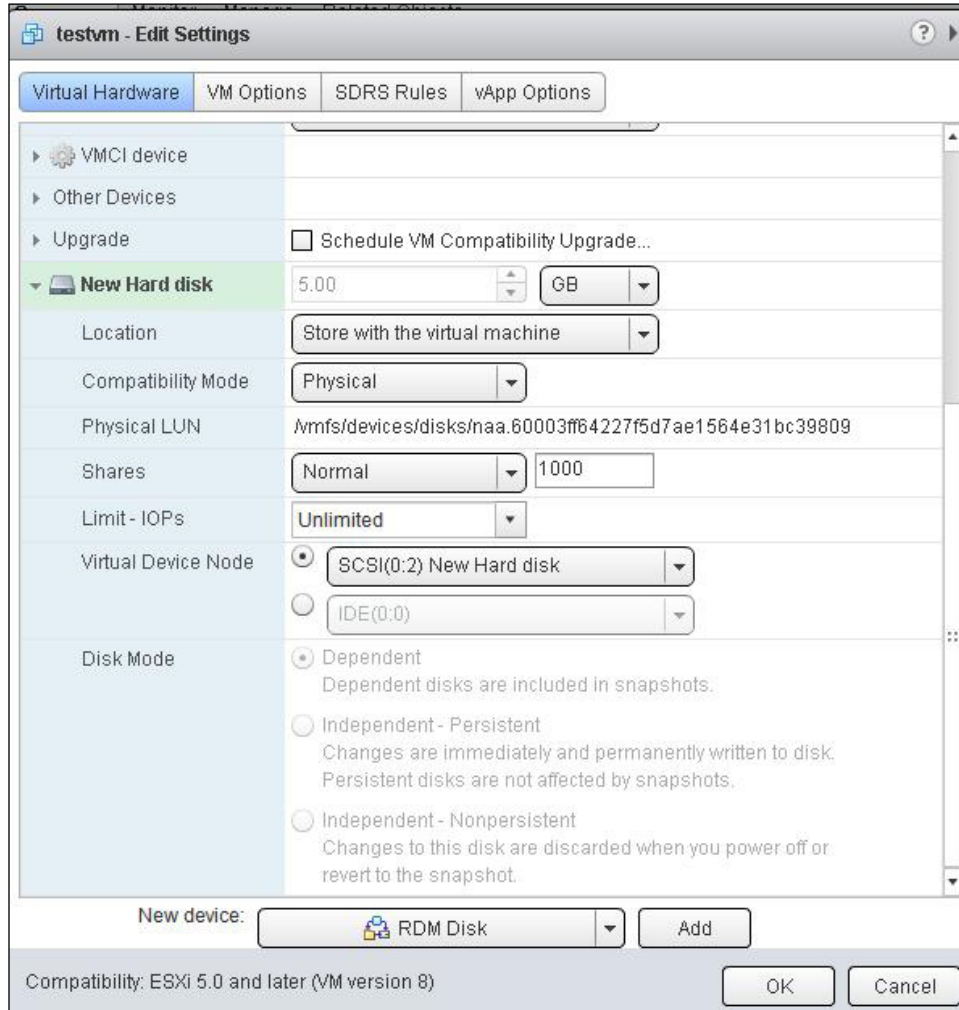 testvm - Edit Settings
Virtual Hardware VM Options SDRS Rules vApp Options
VMCI device
Other Devices
Upgrade Schedule VM Compatibility Upgrade...
New Hard disk 5.00 GB
Location Store with the virtual machine
Compatibility Mode Physical
Physical LUN /vmfs/devices/disks/naa.60003ff64227f5d7ae1564e31bc39809
Shares Normal 1000
Limit - IOPs Unlimited
Virtual Device Node SCSI(0:2) New Hard disk
IDE(0:0)
Disk Mode Dependent
Dependent disks are included in snapshots.
Independent - Persistent
Changes are immediately and permanently written to disk.
Persistent disks are not affected by snapshots.
Independent - Nonpersistent
Changes to this disk are discarded when you power off or
revert to the snapshot.
New device: RDM Disk Add
Compatibility: ESXi 5.0 and later (VM version 8) OK Cancel